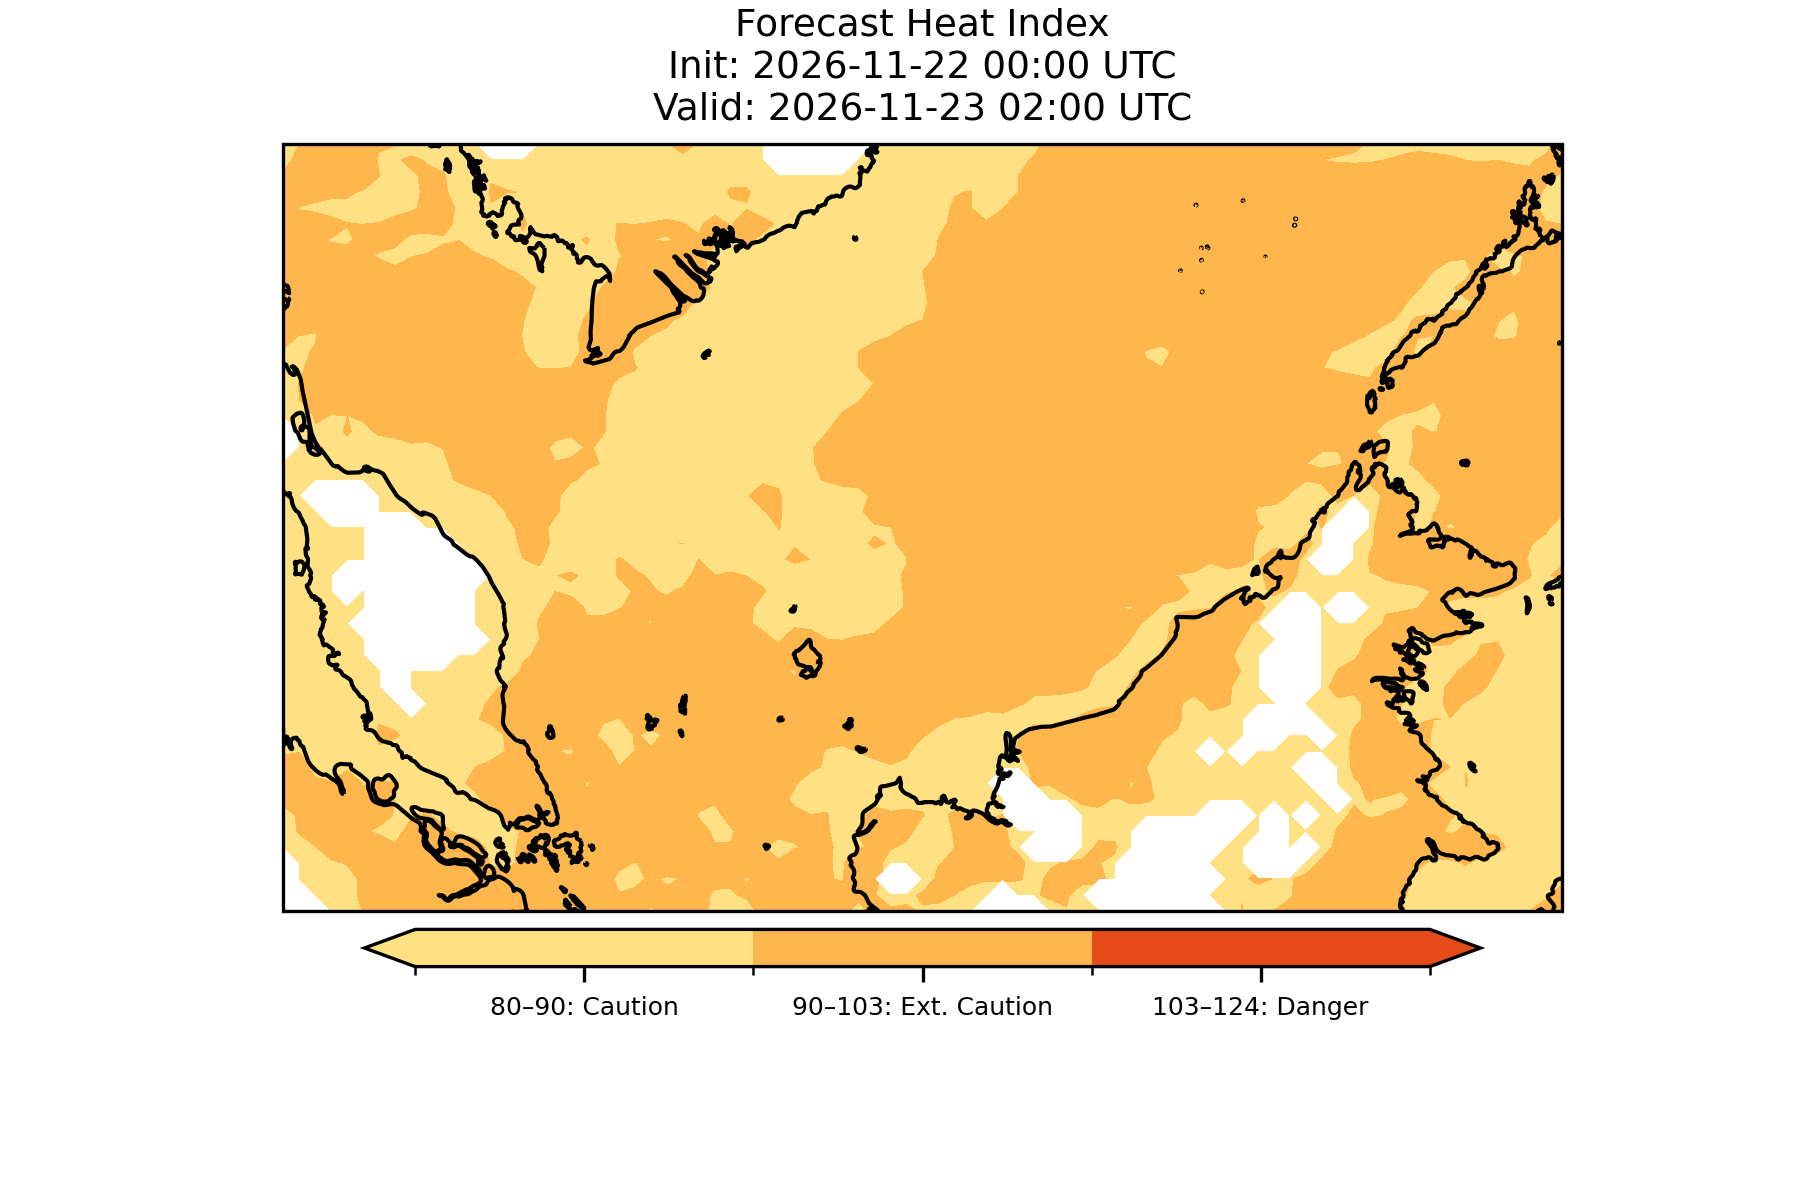 Forecast Heat Index
Init: 2026-11-22 00:00 UTC
Valid: 2026-11-23 02:00 UTC
80–90: Caution
90–103: Ext. Caution
103–124: Danger